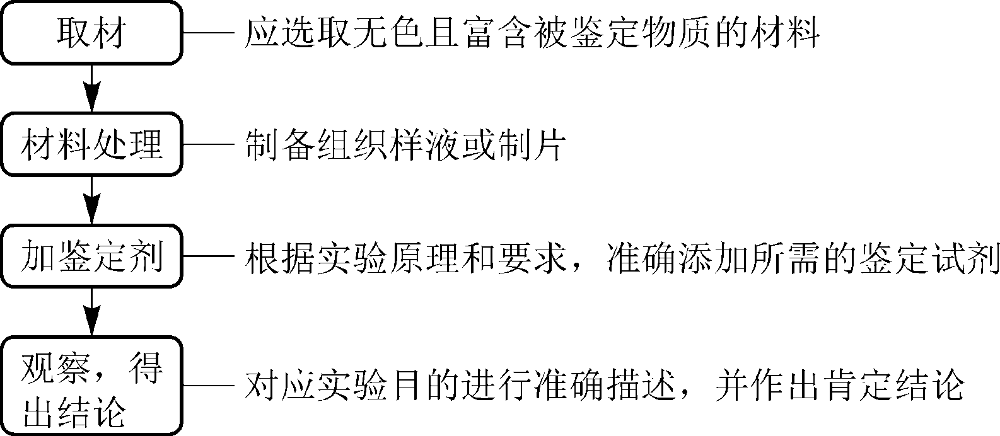 取材
应选取无色且富含被鉴定物质的材料
材料处理
制备组织样液或制片
加鉴定剂
根据实验原理和要求，准确添加所需的鉴定试剂
观察，得
出结论
对应实验目的进行准确描述，并作出肯定结论